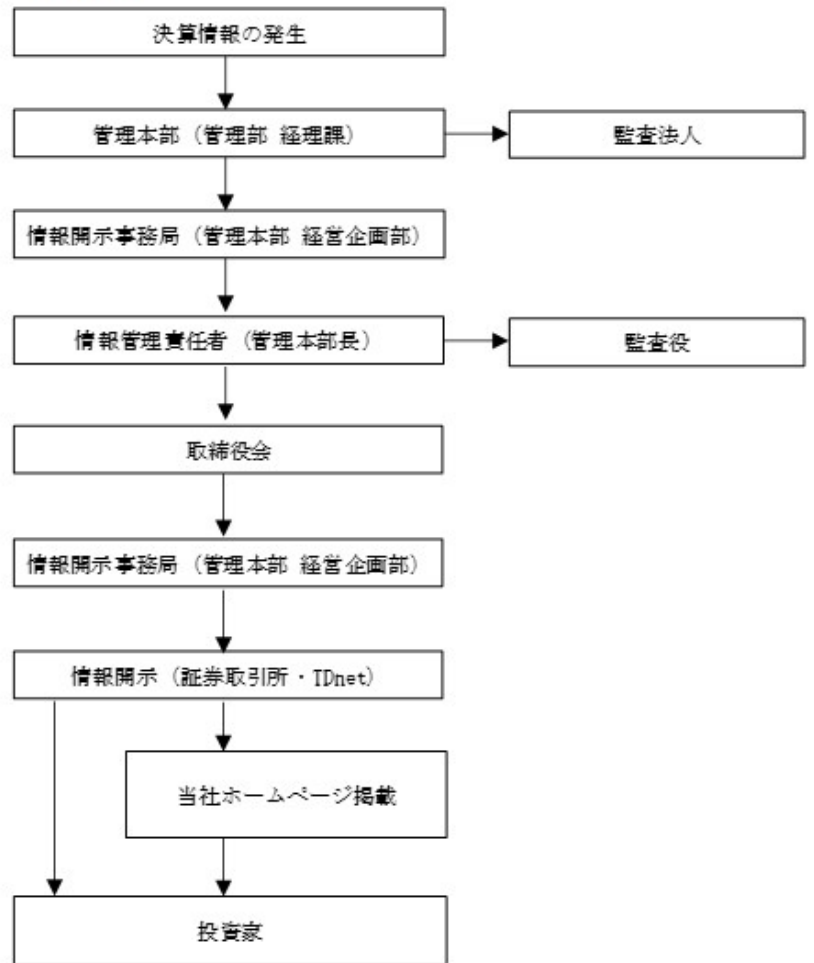 決算情報の発生
管理本部（管理部 経理課）
監査法人
情報開示事務局（管理本部 経営企画部）
情報管理責任者（管理本部長）
監査役
取締役会
情報開示事務局（管理本部 経営企画部）
情報開示（証券取引所・TDnet）
当社ホームページ掲載
投資家